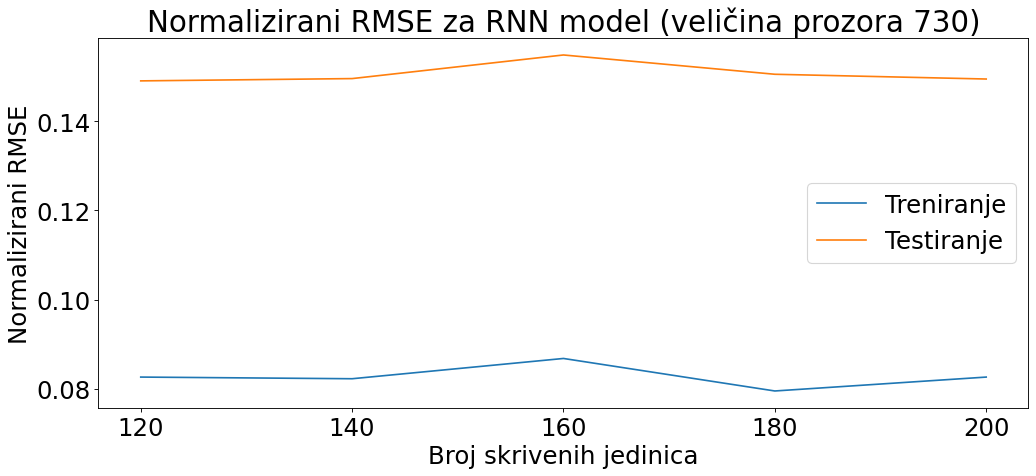 Normalizirani RMSE za RNN model (veličina prozora 730)
Normalizirani RMSE
0.14
0.12
0.10
0.08
Treniranje
Testiranje
120 140 160 180 200
Broj skrivenih jedinica